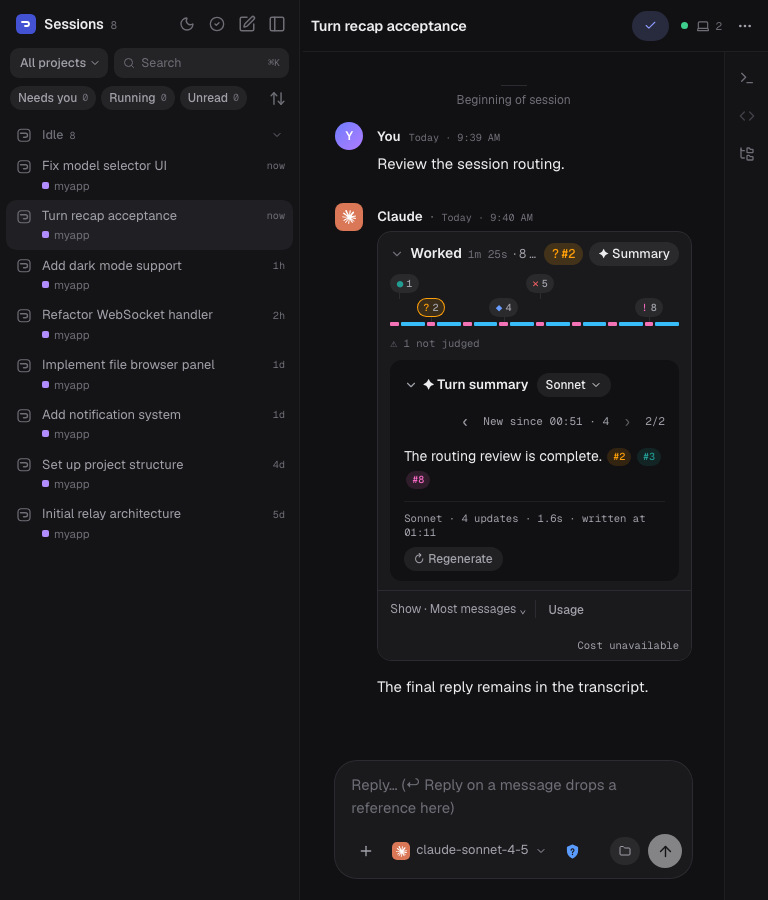 Sessions 8
All projects
Search ⌘K
Needs you 0 Running 0 Unread 0
Idle 8
Fix model selector UI now
myapp
Turn recap acceptance now
myapp
Add dark mode support 1h
myapp
Refactor WebSocket handler 2h
myapp
Implement file browser panel 1d
myapp
Add notification system 1d
myapp
Set up project structure 4d
myapp
Initial relay architecture 5d
myapp
Turn recap acceptance 2
Beginning of session
Y You Today · 9:39 AM
Review the session routing.
Claude · Today · 9:40 AM
Worked 1m 25s · 8 … ? #2 ✦ Summary
● 1 × 5
? 2 ◆ 4 ! 8
⚠ 1 not judged
✦ Turn summary Sonnet
‹ New since 00:51 · 4 › 2/2
The routing review is complete. #2 #3
#8
Sonnet · 4 updates · 1.6s · written at
01:11
Regenerate
Show · Most messages ⌄ Usage
Cost unavailable
The final reply remains in the transcript.
Reply… (↩ Reply on a message drops a
reference here)
+ claude-sonnet-4-5